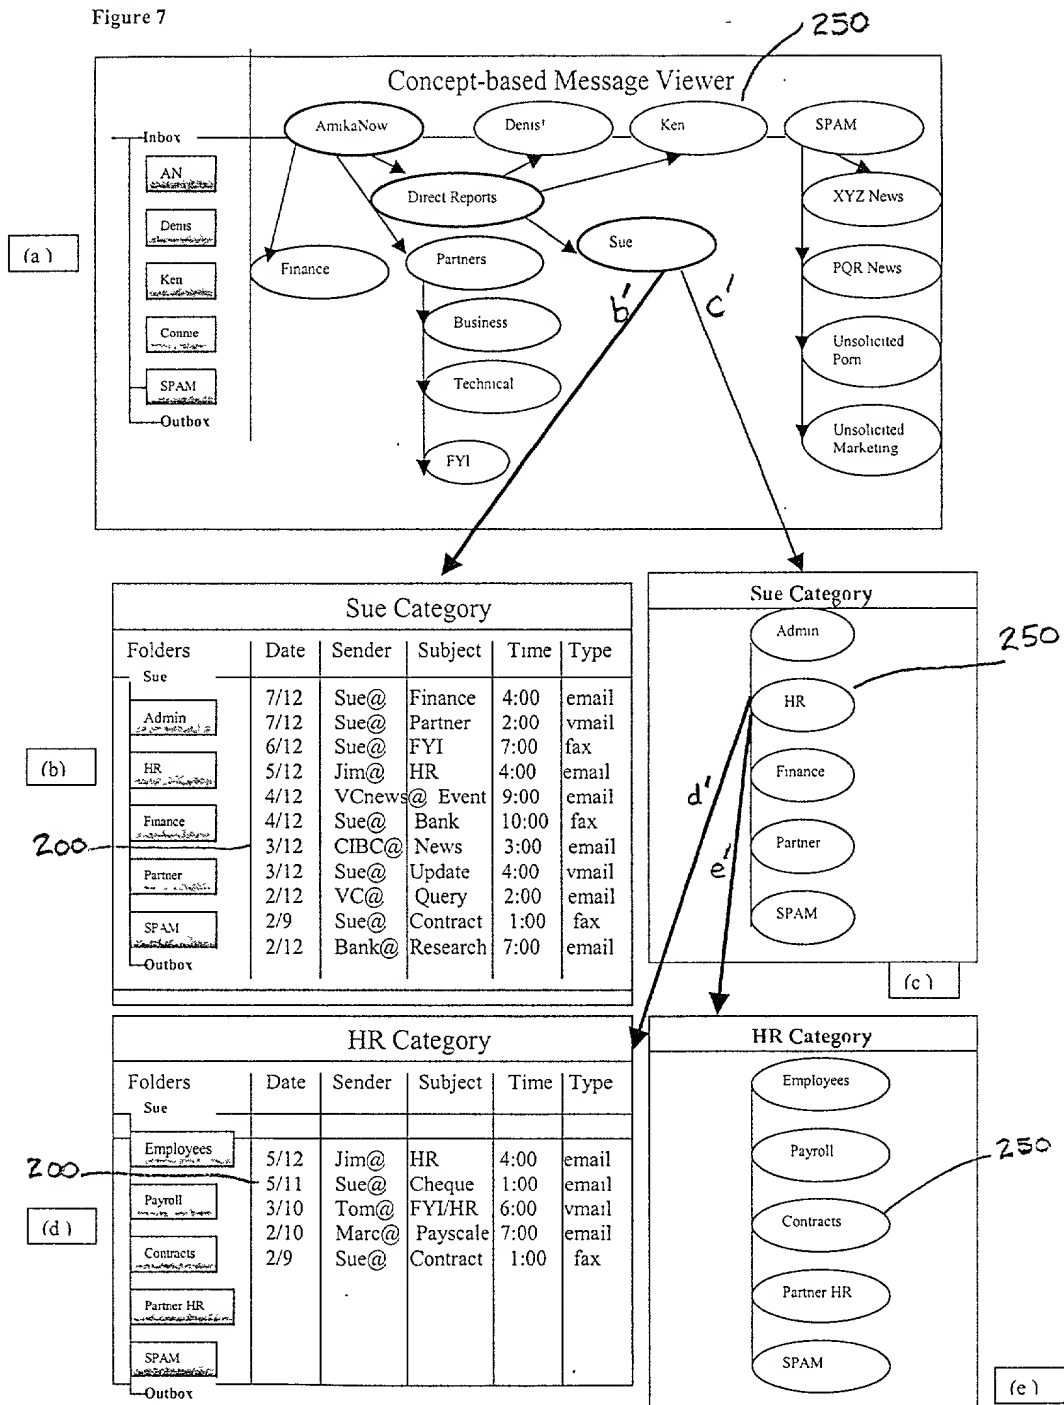 Figure 7
250
Concept-based Message Viewer
Inbox
AN
Denis
Ken
Connie
SPAM
Outbox
(a)
AmikaNow
Denis'
Ken
SPAM
Direct Reports
XYZ News
Sue
Finance
Partners
PQR News
Business
Unsolicited
Porn
Technical
Unsolicited
Marketing
FYI
b'
c'
Sue Category
Folders Date Sender Subject Time Type
Sue
Admin
HR
Finance
Partner
SPAM
Outbox
(b)
200
7/12 Sue@ Finance 4:00 email
7/12 Sue@ Partner 2:00 vmail
6/12 Sue@ FYI 7:00 fax
5/12 Jim@ HR 4:00 email
4/12 VCnews@ Event 9:00 email
4/12 Sue@ Bank 10:00 fax
3/12 CIBC@ News 3:00 email
3/12 Sue@ Update 4:00 vmail
2/12 VC@ Query 2:00 email
2/9 Sue@ Contract 1:00 fax
2/12 Bank@ Research 7:00 email
Sue Category
Admin
250
HR
Finance
Partner
SPAM
(c)
d'
e'
HR Category
Folders Date Sender Subject Time Type
Sue
Employees
Payroll
Contracts
Partner HR
SPAM
Outbox
200
(d)
5/12 Jim@ HR 4:00 email
5/11 Sue@ Cheque 1:00 email
3/10 Tom@ FYI/HR 6:00 vmail
2/10 Marc@ Payscale 7:00 email
2/9 Sue@ Contract 1:00 fax
HR Category
Employees
Payroll
250
Contracts
Partner HR
SPAM
(e)